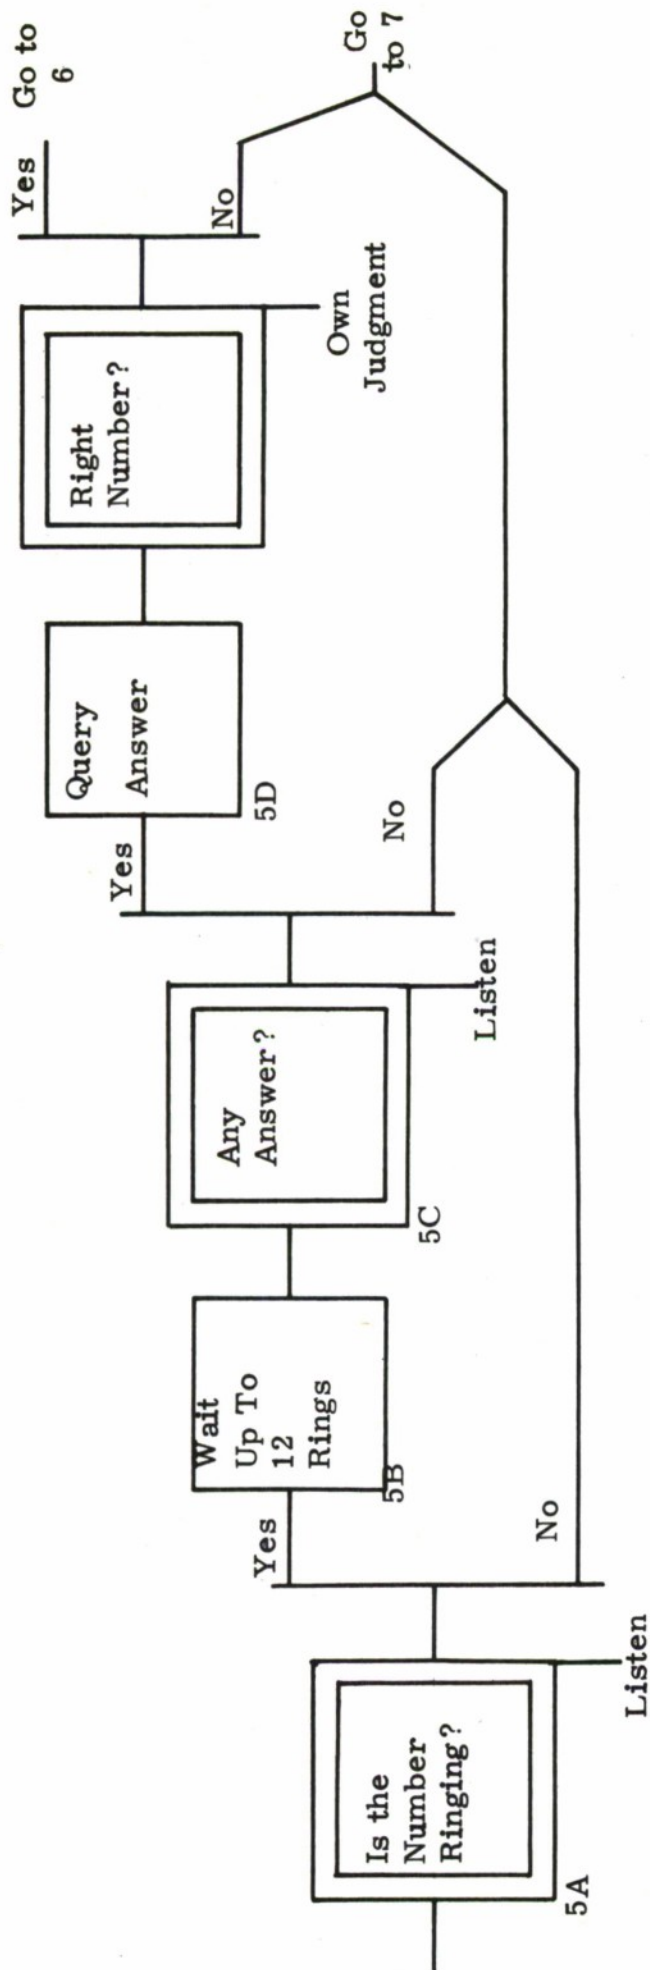 Is the
Number
Ringing?
5A
Listen
Yes
No
Wait
Up To
12
Rings
5B
Any
Answer?
5C
Listen
Yes
No
Query
Answer
5D
Right
Number?
Own
Judgment
Yes
Go to
6
No
Go
to 7